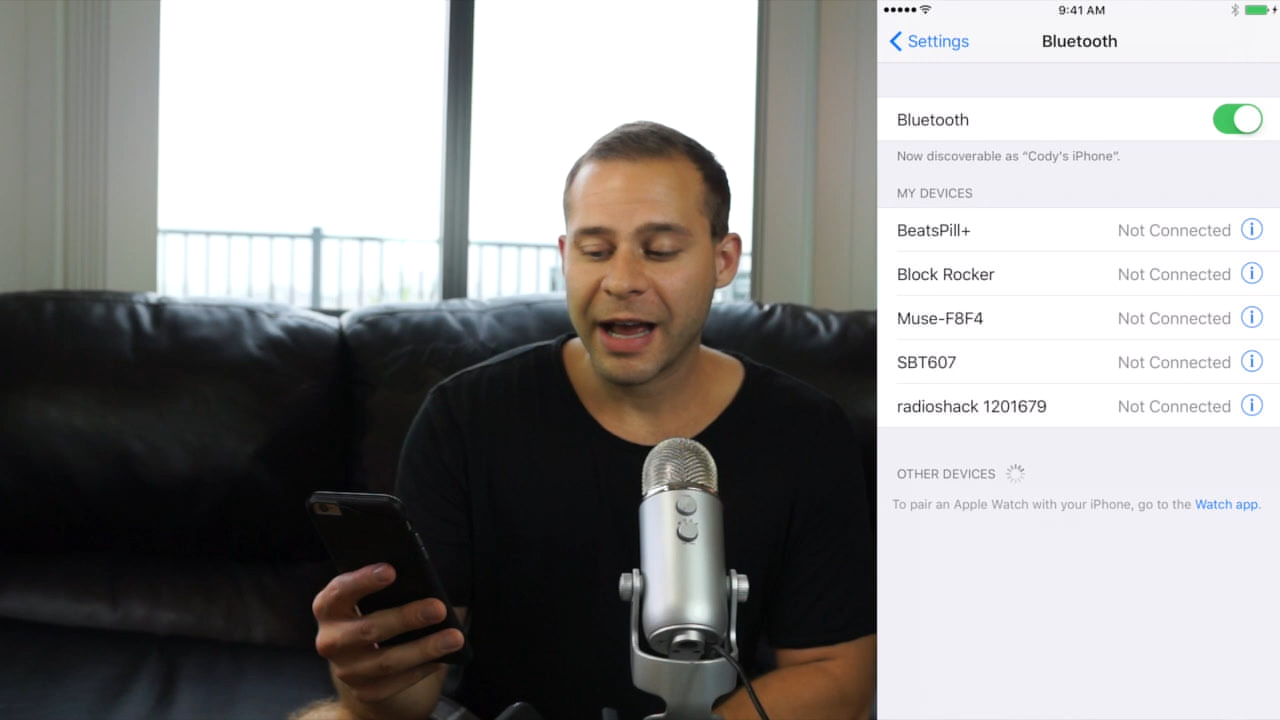 9:41 AM
Settings
Bluetooth
Bluetooth
Now discoverable as “Cody's iPhone”.
MY DEVICES
BeatsPill+ Not Connected
Block Rocker Not Connected
Muse-F8F4 Not Connected
SBT607 Not Connected
radioshack 1201679 Not Connected
OTHER DEVICES
To pair an Apple Watch with your iPhone, go to the Watch app.